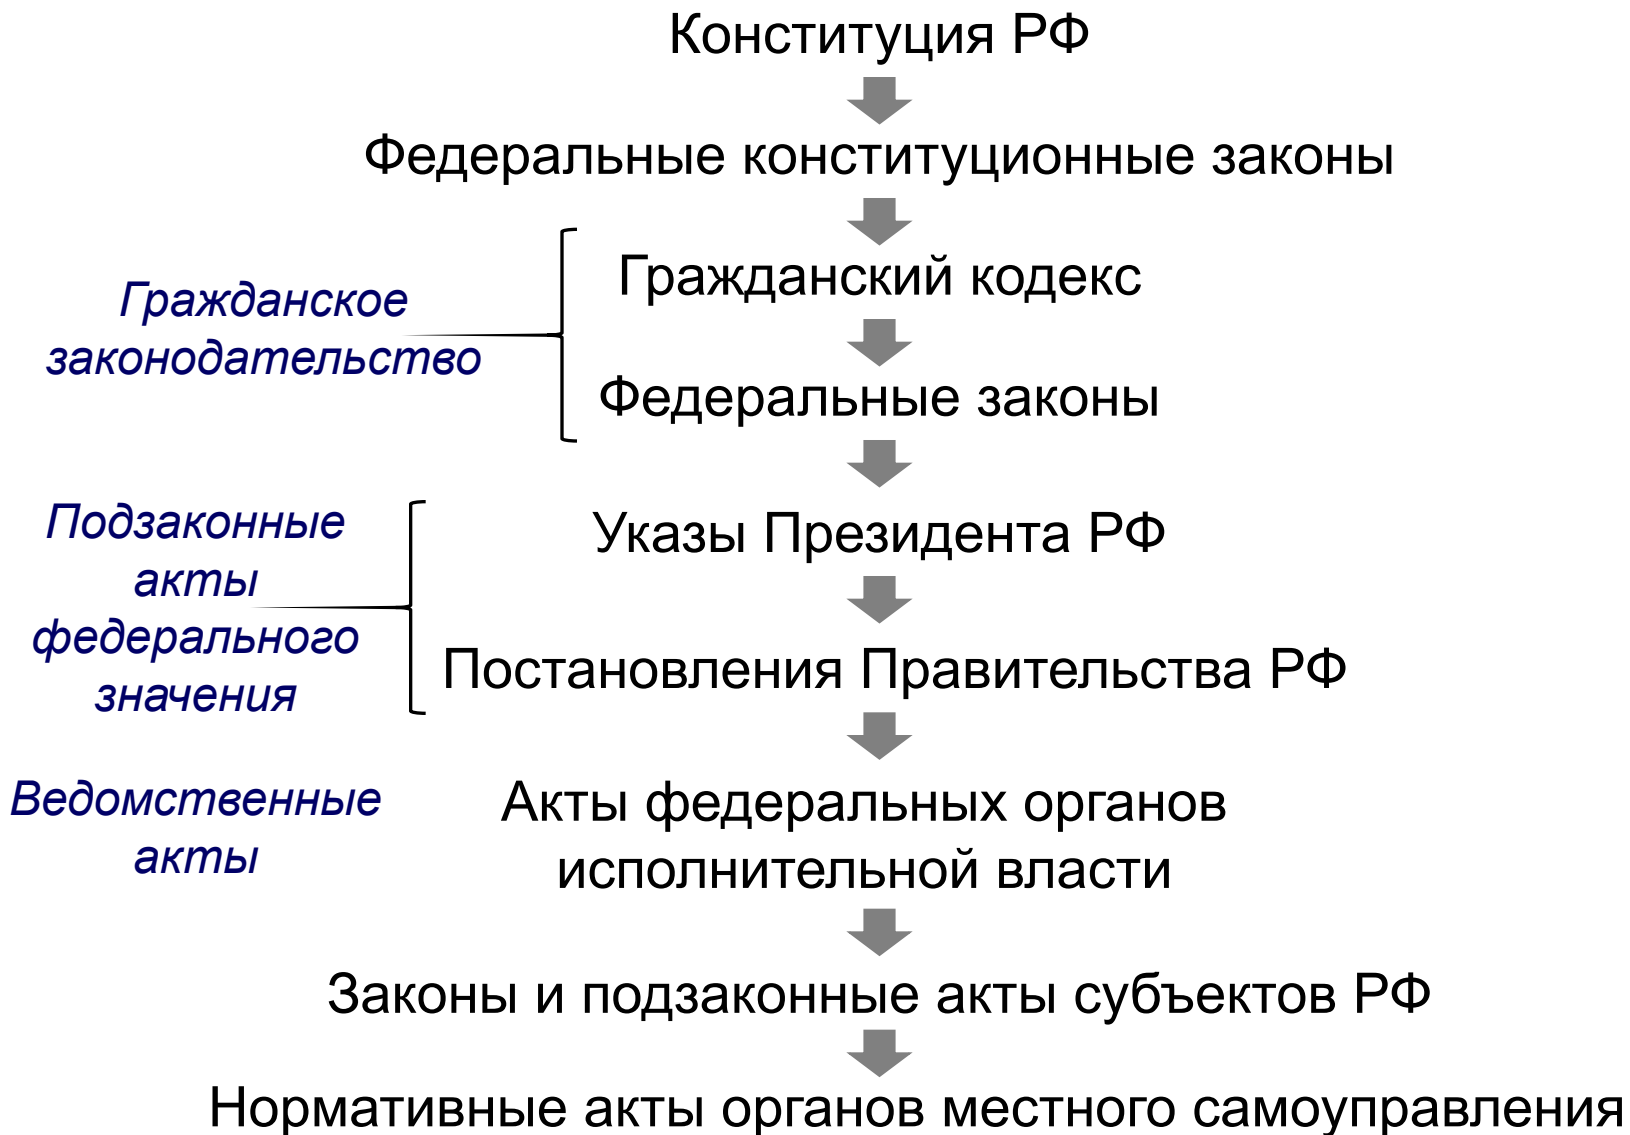 Конституция РФ
Федеральные конституционные законы
Гражданское
законодательство
Гражданский кодекс
Федеральные законы
Подзаконные
акты
федерального
значения
Указы Президента РФ
Постановления Правительства РФ
Ведомственные
акты
Акты федеральных органов
исполнительной власти
Законы и подзаконные акты субъектов РФ
Нормативные акты органов местного самоуправления